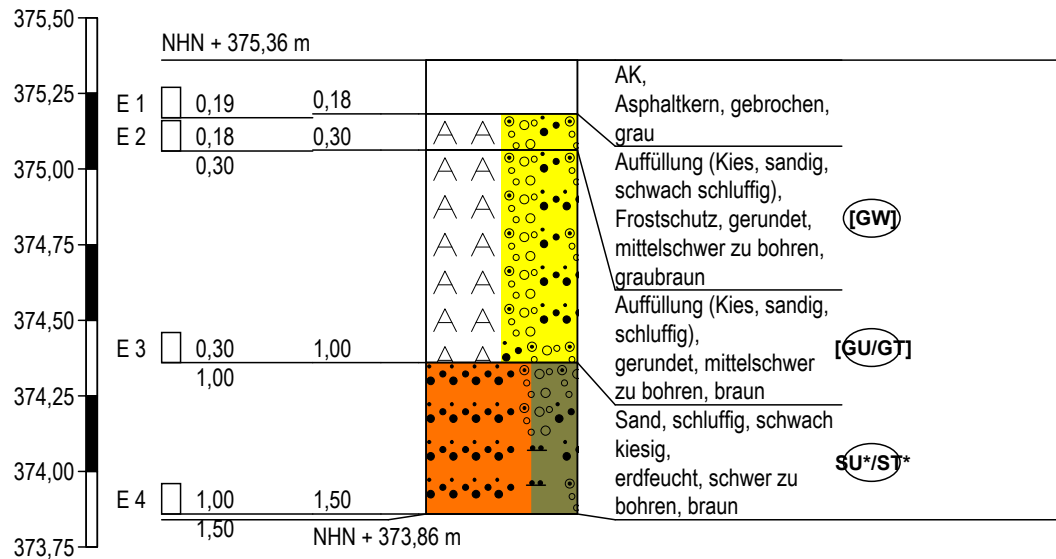 375,50
375,25
375,00
374,75
374,50
374,25
374,00
373,75
NHN + 375,36 m
E 1
0,19
0,18
E 2
0,18
0,30
0,30
E 3
0,30
1,00
1,00
E 4
1,00
1,50
1,50
NHN + 373,86 m
AK,
Asphaltkern, gebrochen,
grau
Auffüllung (Kies, sandig,
schwach schluffig),
Frostschutz, gerundet,
mittelschwer zu bohren,
graubraun
[GW]
Auffüllung (Kies, sandig,
schluffig),
gerundet, mittelschwer
zu bohren, braun
[GU/GT]
Sand, schluffig, schwach
kiesig,
erdfeucht, schwer zu
bohren, braun
SU*/ST*